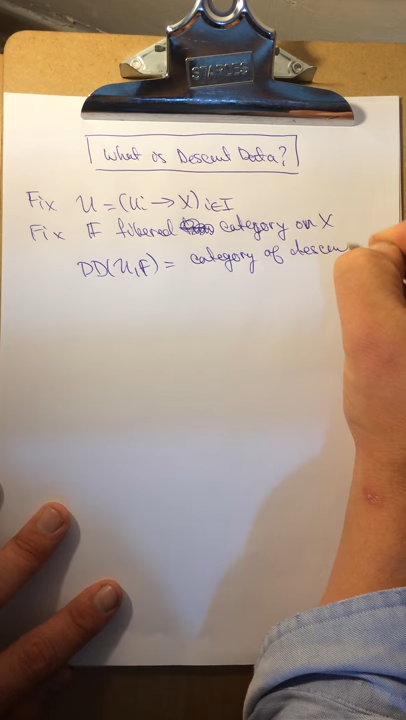 STAPLES
What is Descent Data?
Fix U = (Ui → X) i∈I
Fix F fibered category on X
DD(U, F) = category of descen